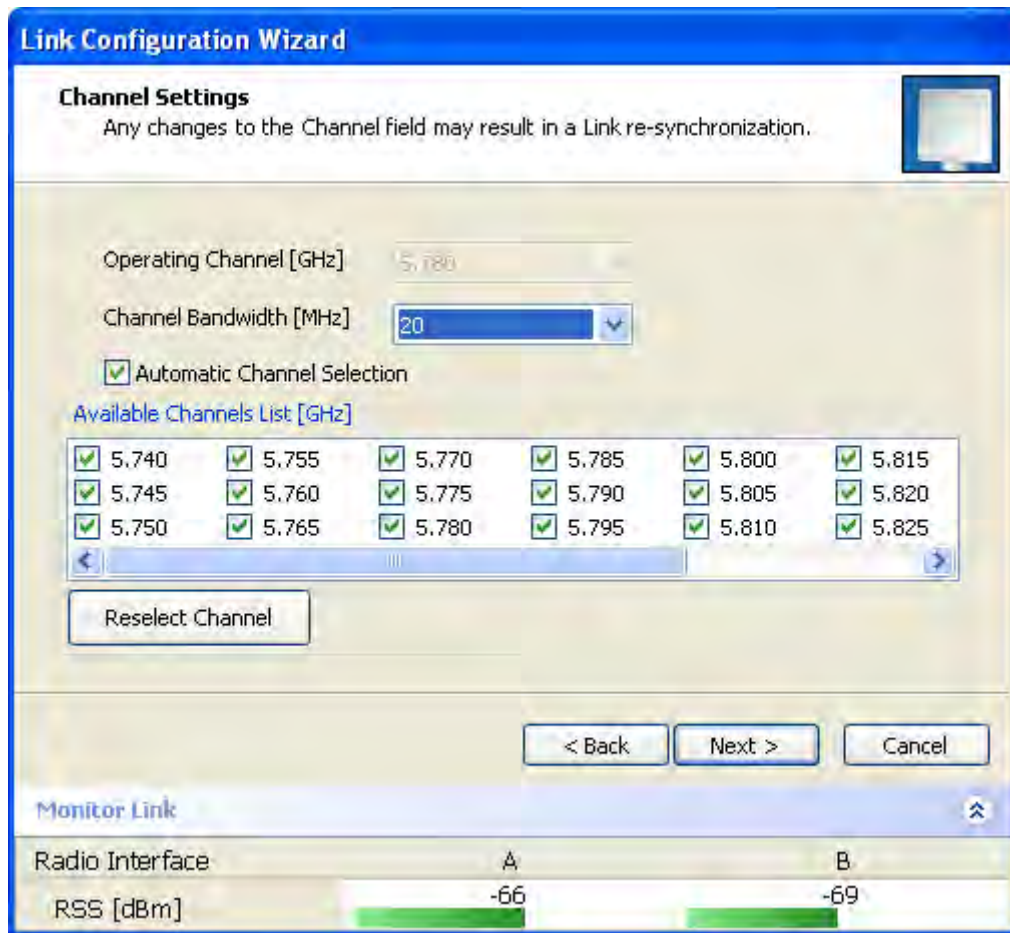 Link Configuration Wizard
Channel Settings
Any changes to the Channel field may result in a Link re-synchronization.
Operating Channel [GHz] 5.780
Channel Bandwidth [MHz] 20
Automatic Channel Selection
Available Channels List [GHz]
5.740 5.755 5.770 5.785 5.800 5.815
5.745 5.760 5.775 5.790 5.805 5.820
5.750 5.765 5.780 5.795 5.810 5.825
Reselect Channel
< Back Next > Cancel
Monitor Link
Radio Interface A B
RSS [dBm] -66 -69